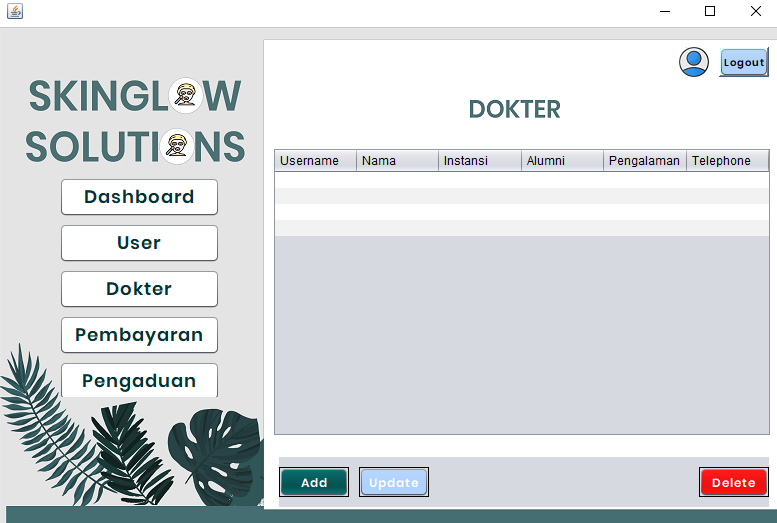 SKINGLOW
SOLUTIONS
Dashboard
User
Dokter
Pembayaran
Pengaduan
Logout
DOKTER
Username Nama Instansi Alumni Pengalaman Telephone
Add Update Delete